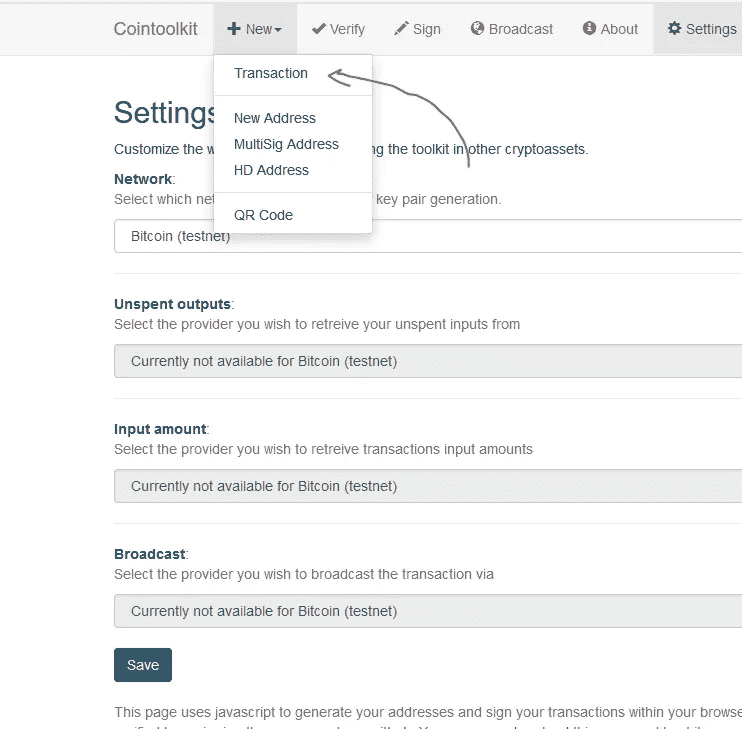 Cointoolkit New Verify Sign Broadcast About Settings
Transaction
New Address
MultiSig Address
HD Address
QR Code
Settings
Customize the w ng the toolkit in other cryptoassets.
Network:
Select which net key pair generation.
Bitcoin (testnet)
Unspent outputs:
Select the provider you wish to retreive your unspent inputs from
Currently not available for Bitcoin (testnet)
Input amount:
Select the provider you wish to retreive transactions input amounts
Currently not available for Bitcoin (testnet)
Broadcast:
Select the provider you wish to broadcast the transaction via
Currently not available for Bitcoin (testnet)
Save
This page uses javascript to generate your addresses and sign your transactions within your browse